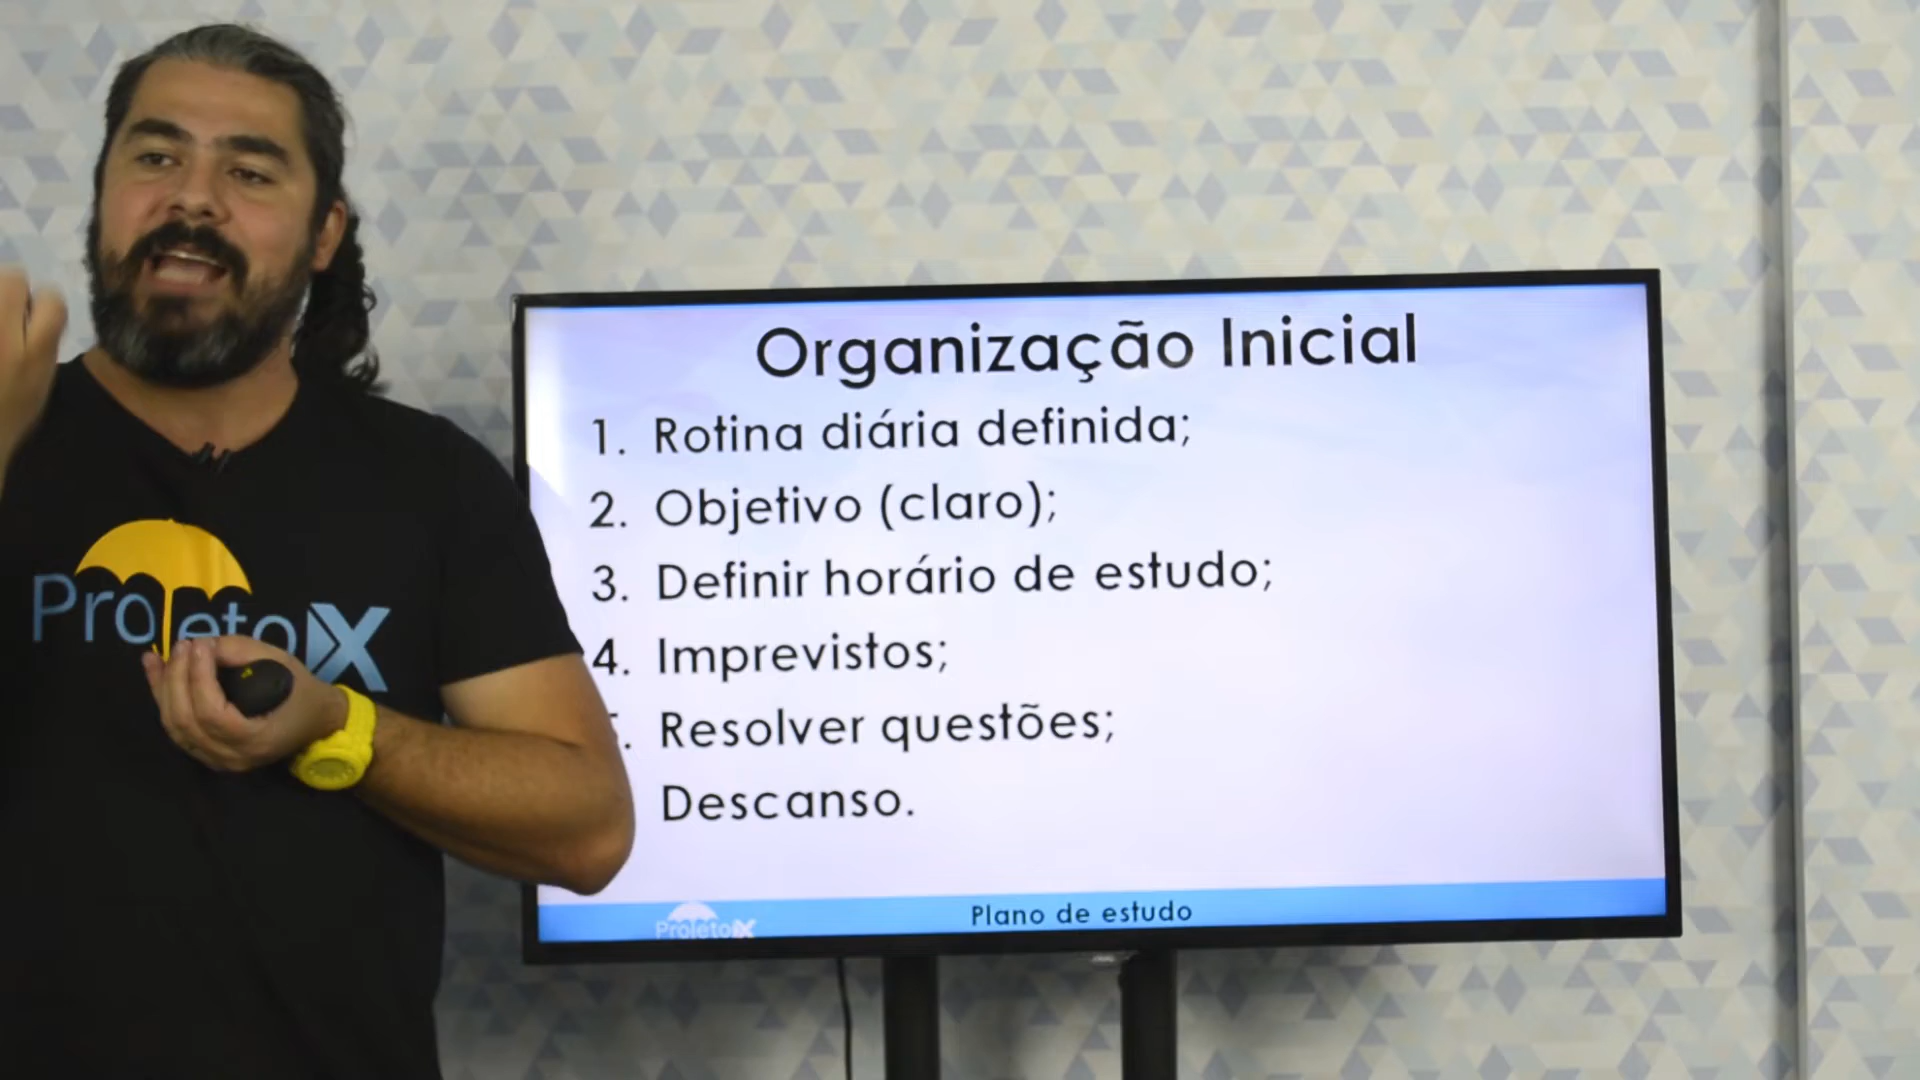 Organização Inicial
1. Rotina diária definida;
2. Objetivo (claro);
3. Definir horário de estudo;
4. Imprevistos;
. Resolver questões;
Descanso.
Plano de estudo
ProjetoX
ProjetoX